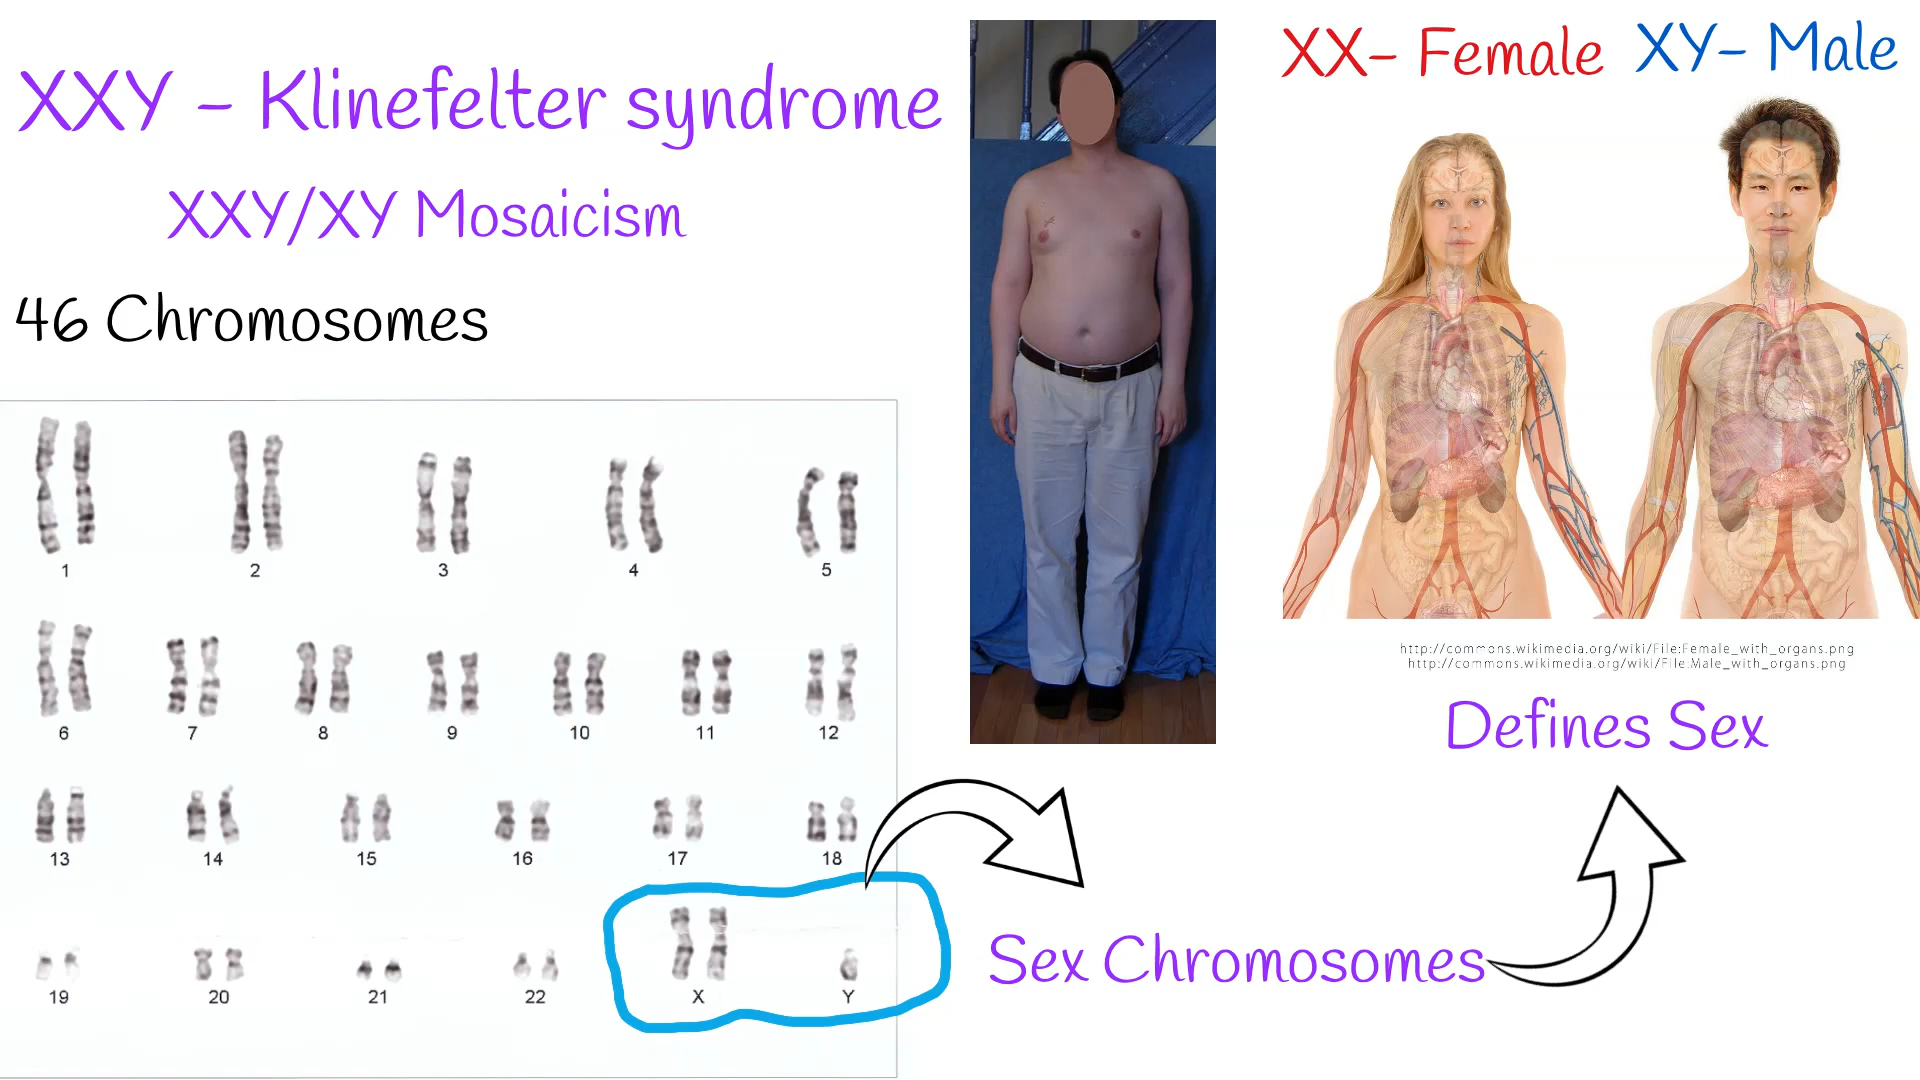 XXY - Klinefelter syndrome
XXY/XY Mosaicism
46 Chromosomes
XX- Female XY- Male
http://commons.wikimedia.org/wiki/File:Female_with_organs.png
http://commons.wikimedia.org/wiki/File:Male_with_organs.png
Defines Sex
Sex Chromosomes
1 2 3 4 5
6 7 8 9 10 11 12
13 14 15 16 17 18
19 20 21 22 X Y